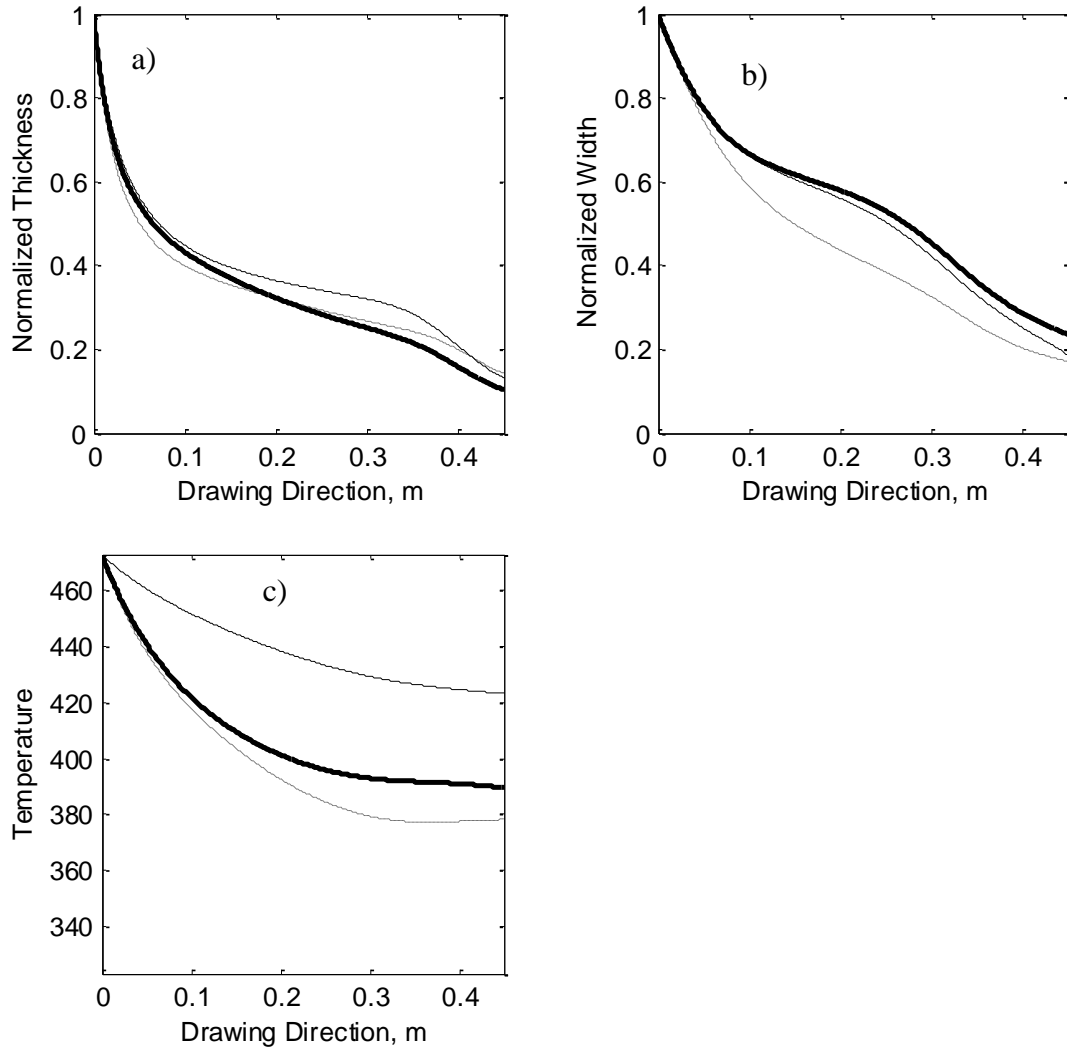 a)
1
0.8
0.6
0.4
0.2
0
Normalized Thickness
0 0.1 0.2 0.3 0.4
Drawing Direction, m
b)
1
0.8
0.6
0.4
0.2
0
Normalized Width
0 0.1 0.2 0.3 0.4
Drawing Direction, m
c)
460
440
420
400
380
360
340
Temperature
0 0.1 0.2 0.3 0.4
Drawing Direction, m